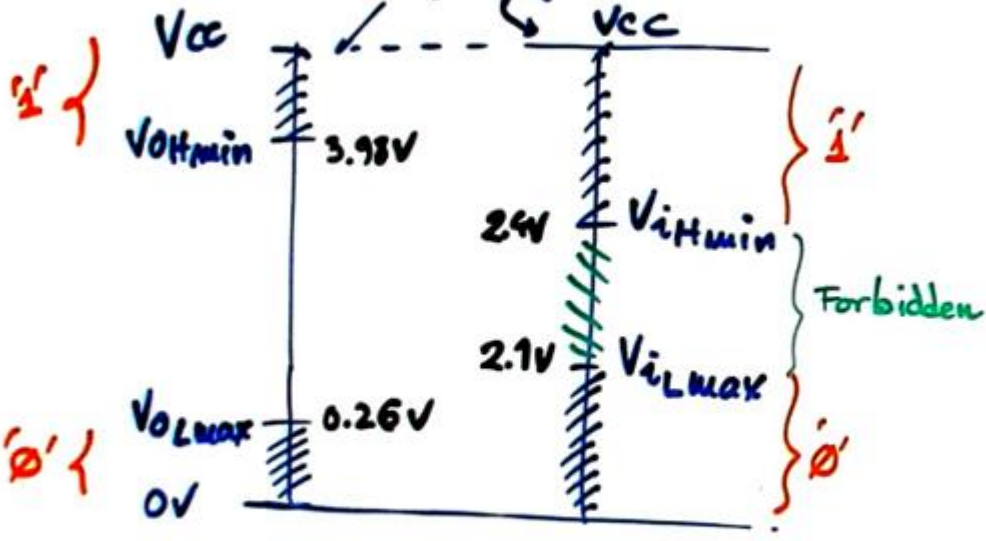 Vcc
Vcc
'1'
VOHmin
3.98V
'1'
2.4V
ViHmin
Forbidden
2.1V
ViLmax
VOLmax
0.26V
'0'
'0'
0V